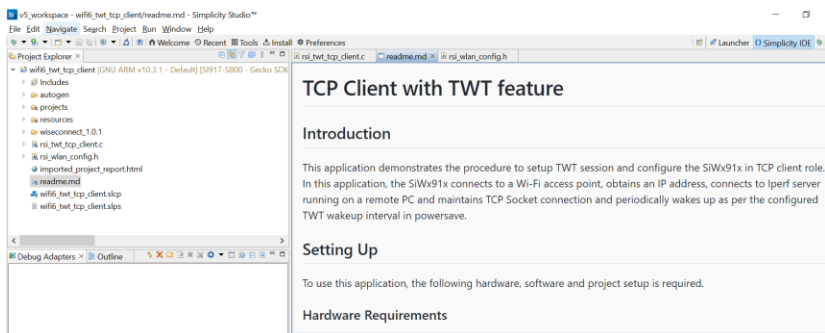 v5_workspace - wifi6_twt_tcp_client/readme.md - Simplicity Studio™
File Edit Navigate Search Project Run Window Help
Welcome Recent Tools Install Preferences
Launcher Simplicity IDE
Project Explorer
wifi6_twt_tcp_client [GNU ARM v10.3.1 - Default] [SI917-SB00 - Gecko SDK
Includes
autogen
projects
resources
wiseconnect_1.0.1
rsi_twt_tcp_client.c
rsi_wlan_config.h
imported_project_report.html
readme.md
wifi6_twt_tcp_client.slcp
wifi6_twt_tcp_client.slps
Debug Adapters Outline
rsi_twt_tcp_client.c readme.md rsi_wlan_config.h
TCP Client with TWT feature
Introduction
This application demonstrates the procedure to setup TWT session and configure the SiWx91x in TCP client role.
In this application, the SiWx91x connects to a Wi-Fi access point, obtains an IP address, connects to Iperf server
running on a remote PC and maintains TCP Socket connection and periodically wakes up as per the configured
TWT wakeup interval in powersave.
Setting Up
To use this application, the following hardware, software and project setup is required.
Hardware Requirements